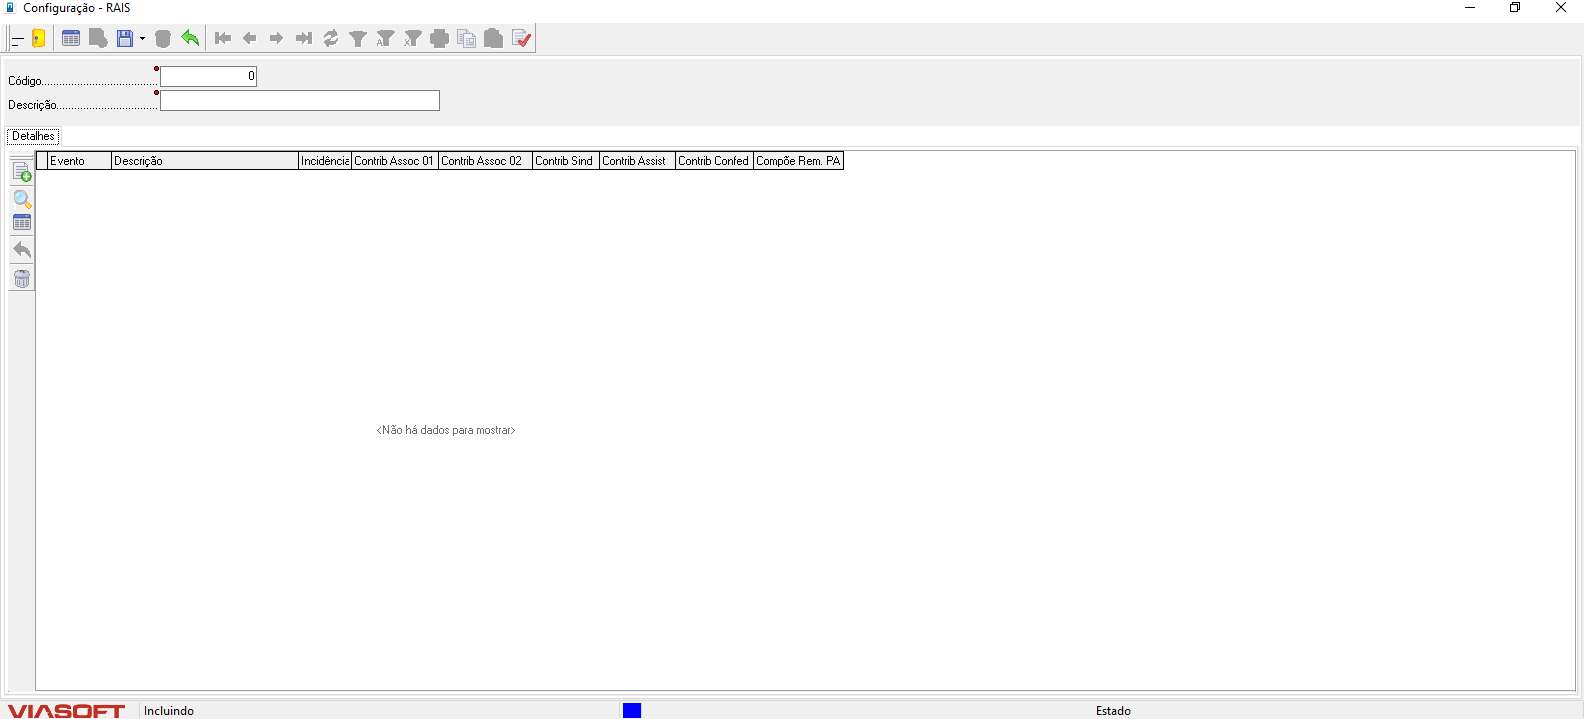 Configuração - RAIS
Código.................................... 0
Descrição................................
Detalhes
Evento Descrição Incidência Contrib Assoc 01 Contrib Assoc 02 Contrib Sind Contrib Assist Contrib Confed Compõe Rem. PA
<Não há dados para mostrar>
VIASOFT Incluindo Estado